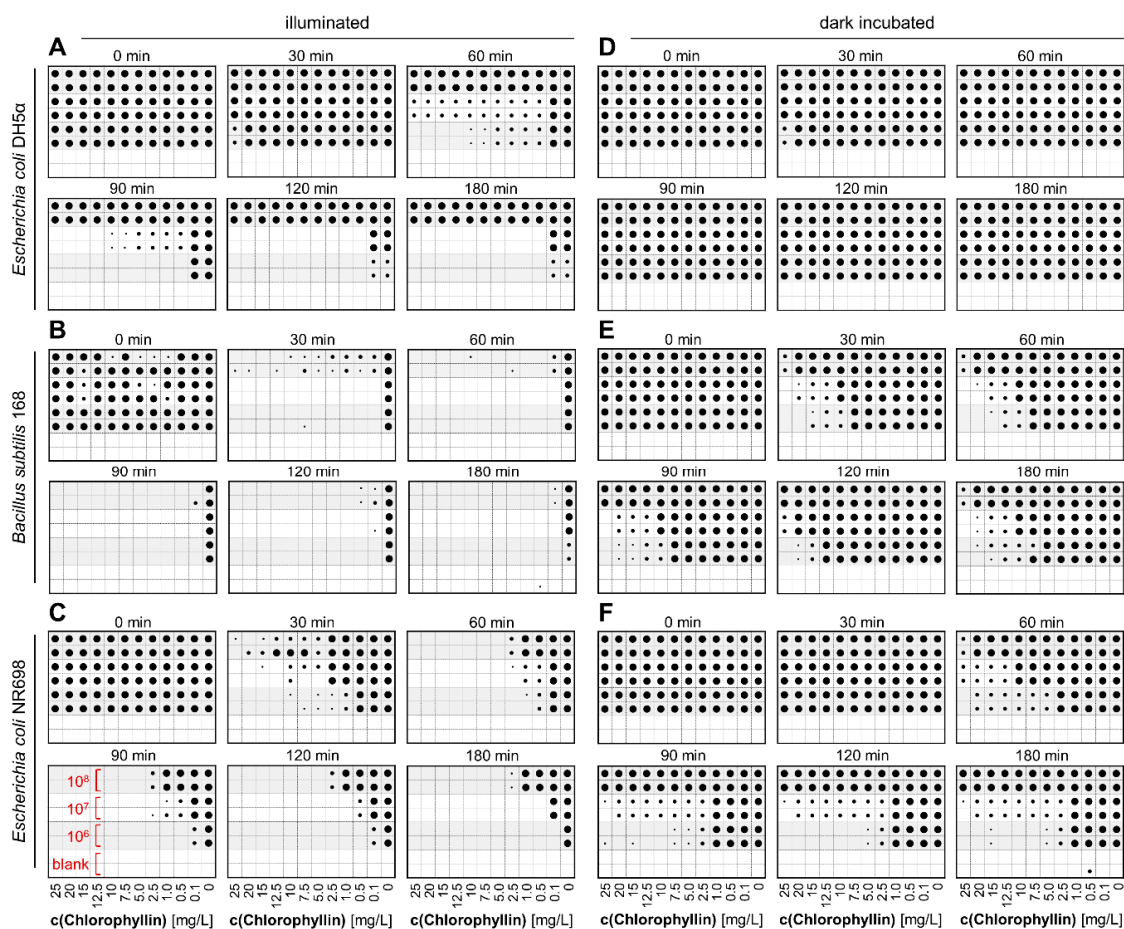 illuminated
dark incubated
A
D
0 min
30 min
60 min
0 min
30 min
60 min
Escherichia coli DH5α
90 min
120 min
180 min
90 min
120 min
180 min
B
E
0 min
30 min
60 min
0 min
30 min
60 min
Bacillus subtilis 168
90 min
120 min
180 min
90 min
120 min
180 min
C
F
0 min
30 min
60 min
0 min
30 min
60 min
Escherichia coli NR698
90 min
120 min
180 min
90 min
120 min
180 min
10⁸
10⁷
10⁶
blank
25 20 15 12.5 10 7.5 5.0 2.5 1.0 0.5 0.1 0
25 20 15 12.5 10 7.5 5.0 2.5 1.0 0.5 0.1 0
25 20 15 12.5 10 7.5 5.0 2.5 1.0 0.5 0.1 0
25 20 15 12.5 10 7.5 5.0 2.5 1.0 0.5 0.1 0
25 20 15 12.5 10 7.5 5.0 2.5 1.0 0.5 0.1 0
25 20 15 12.5 10 7.5 5.0 2.5 1.0 0.5 0.1 0
c(Chlorophyllin) [mg/L]
c(Chlorophyllin) [mg/L]
c(Chlorophyllin) [mg/L]
c(Chlorophyllin) [mg/L]
c(Chlorophyllin) [mg/L]
c(Chlorophyllin) [mg/L]